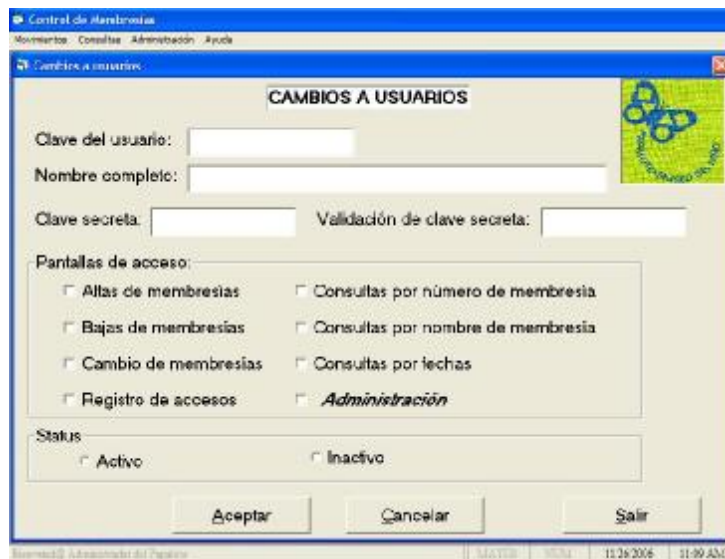 Control de Membresias
Movimientos Consultas Administración Ayuda
Cambios a usuarios
CAMBIOS A USUARIOS
Clave del usuario:
Nombre completo:
Clave secreta: Validación de clave secreta:
Pantallas de acceso:
Altas de membresias Consultas por número de membresia
Bajas de membresias Consultas por nombre de membresia
Cambio de membresias Consultas por fechas
Registro de accesos Administración
Status
Activo Inactivo
Aceptar Cancelar Salir
11:09